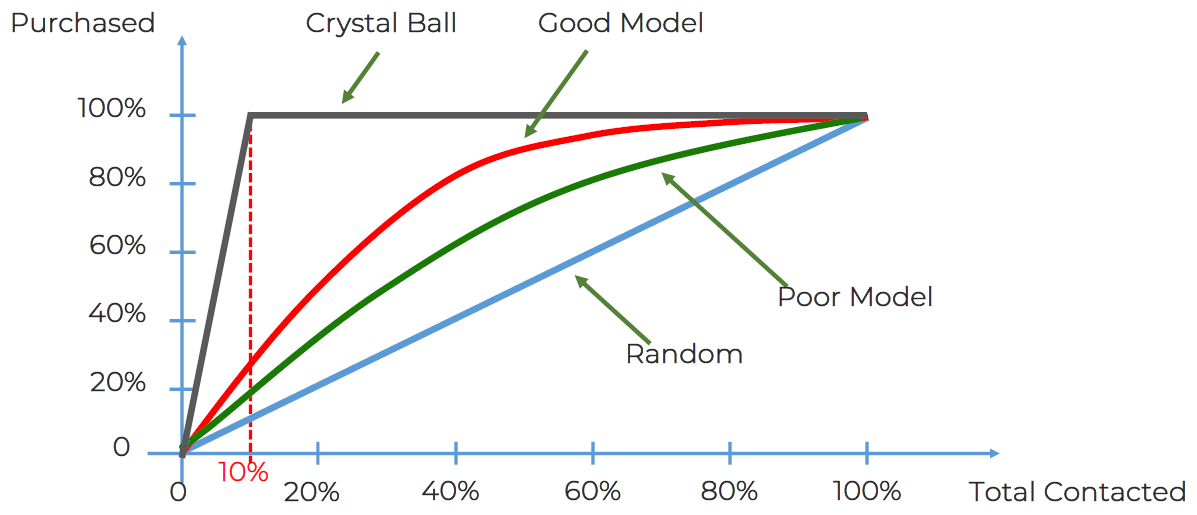 Purchased
Crystal Ball
Good Model
100%
80%
60%
40%
20%
0
Poor Model
Random
10%
0
20%
40%
60%
80%
100%
Total Contacted